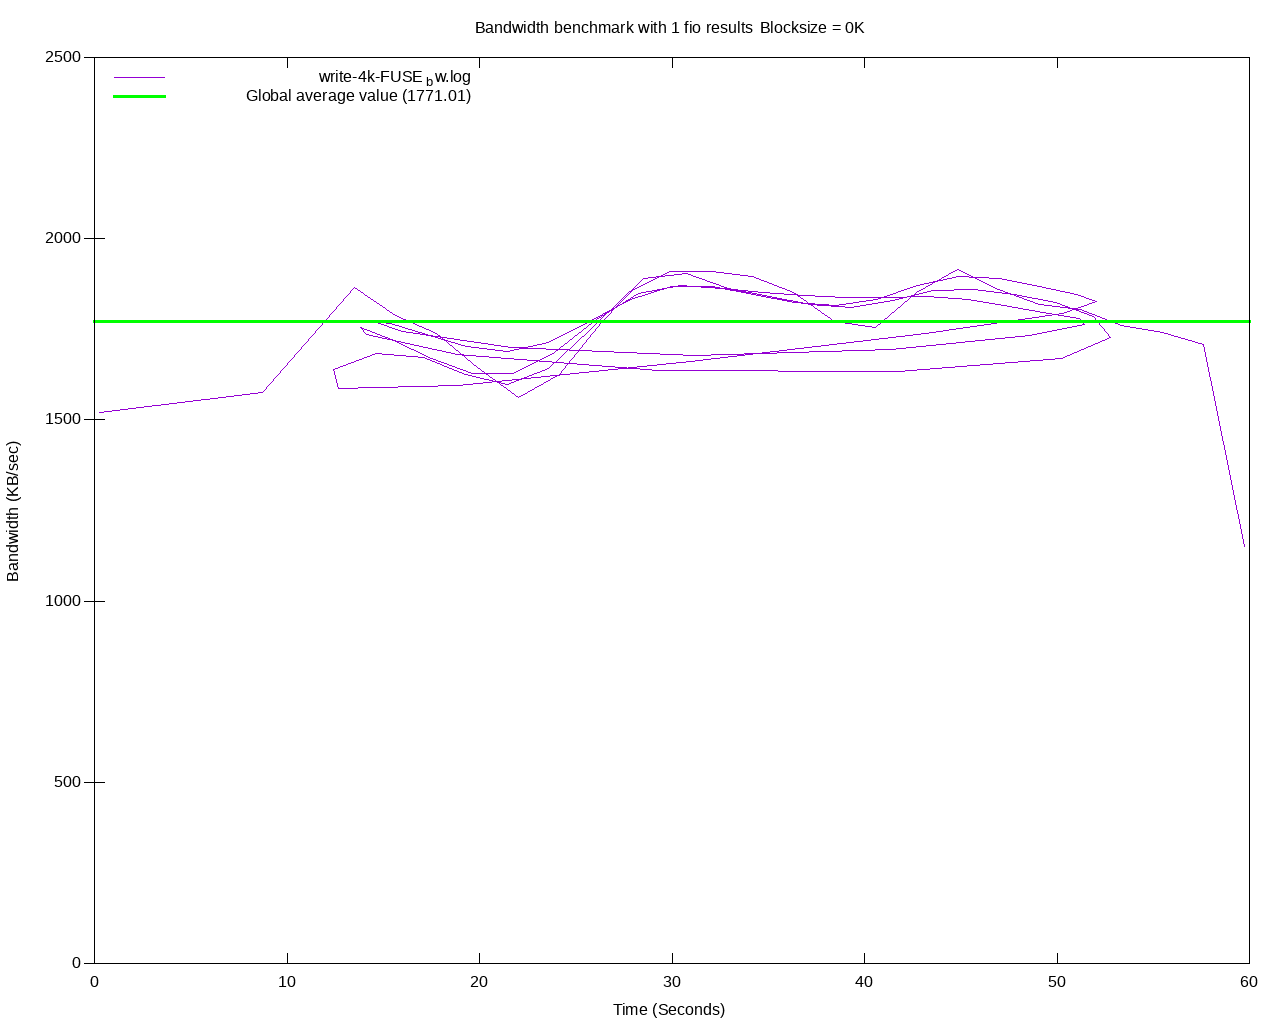 Bandwidth benchmark with 1 fio results Blocksize = 0K
write-4k-FUSE_bw.log
Global average value (1771.01)
2500
2000
1500
1000
500
0
Bandwidth (KB/sec)
0 10 20 30 40 50 60
Time (Seconds)